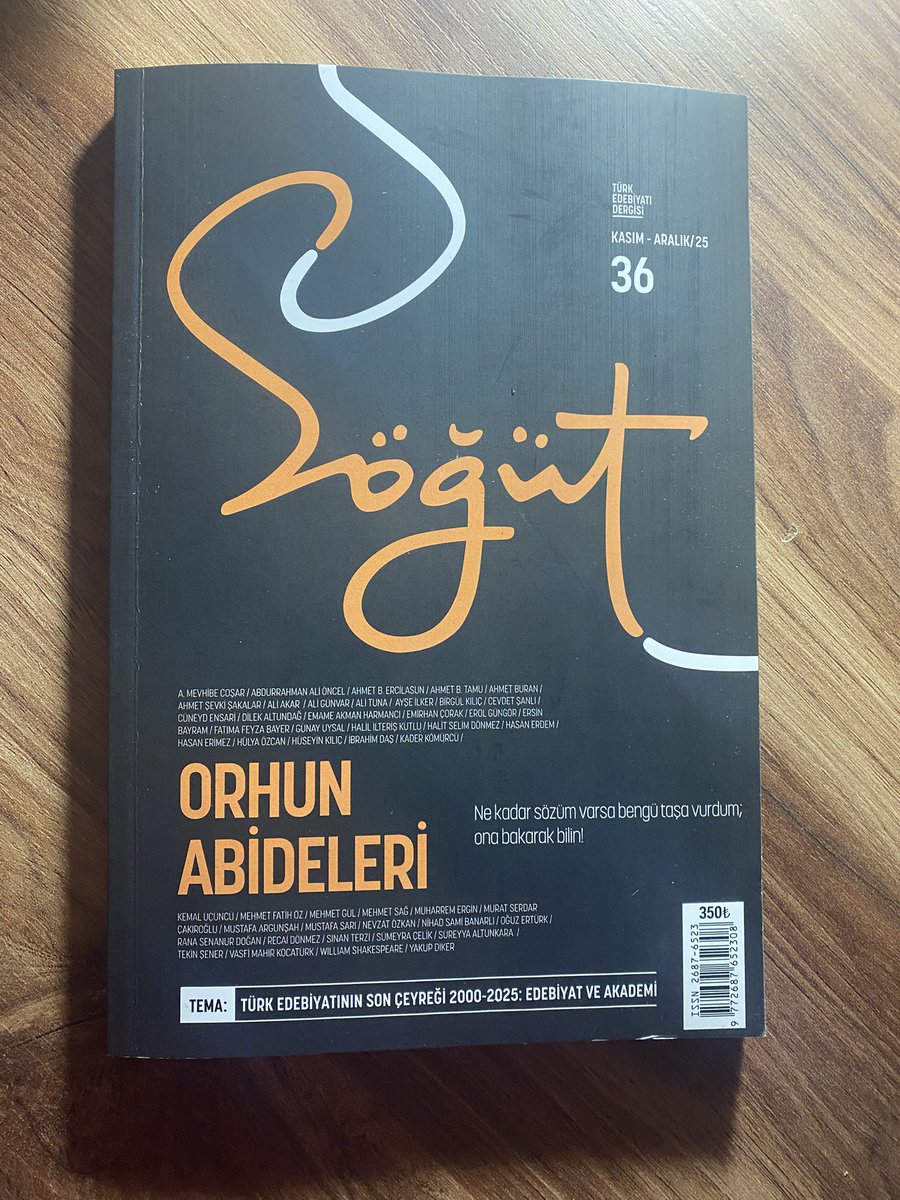 TÜRK
EDEBİYATI
DERGİSİ
KASIM - ARALIK/25
36
Söğüt
A. MEVHİBE COŞAR / ABDURRAHMAN ALİ ÖNCEL / AHMET B. ERCİLASUN / AHMET B. TAMU / AHMET BURAN /
AHMET ŞEVKİ ŞAKALAR / ALİ AKAR / ALİ GÜNVAR / ALİ TUNA / AYŞE İLKER / BİRGÜL KILIÇ / CEVDET ŞANLI /
CÜNEYD ENSARİ / DİLEK ALTUNDAĞ / EMAME AKMAN HARMANCI / EMİRHAN ÇORAK / EROL GÜNGÖR / ERSİN
BAYRAM / FATIMA FEYZA BAYER / GÜNAY UYSAL / HALİL İLTERİŞ KUTLU / HALİT SELİM DÖNMEZ / HASAN ERDEM /
HASAN ERİMEZ / HÜLYA ÖZCAN / HÜSEYİN KILIÇ / İBRAHİM DAŞ / KADER KÖMÜRCÜ /
ORHUN
ABİDELERİ
Ne kadar sözüm varsa bengü taşa vurdum;
ona bakarak bilin!
KEMAL ÜÇÜNCÜ / MEHMET FATİH ÖZ / MEHMET GÜL / MEHMET SAĞ / MUHARREM ERGİN / MURAT SERDAR
ÇAKIROĞLU / MUSTAFA ARGUNŞAH / MUSTAFA SARI / NEVZAT ÖZKAN / NİHAD SAMİ BANARLI / OĞUZ ERTÜRK /
RANA SENANUR DOĞAN / RECAİ DÖNMEZ / SİNAN TERZİ / SÜMEYRA ÇELİK / SÜREYYA ALTUNKARA /
TEKİN ŞENER / VASFİ MAHİR KOCATÜRK / WILLIAM SHAKESPEARE / YAKUP DİKER
TEMA: TÜRK EDEBİYATININ SON ÇEYREĞİ 2000-2025: EDEBİYAT VE AKADEMİ
350₺
ISSN 2687-6523
9 772687 652308